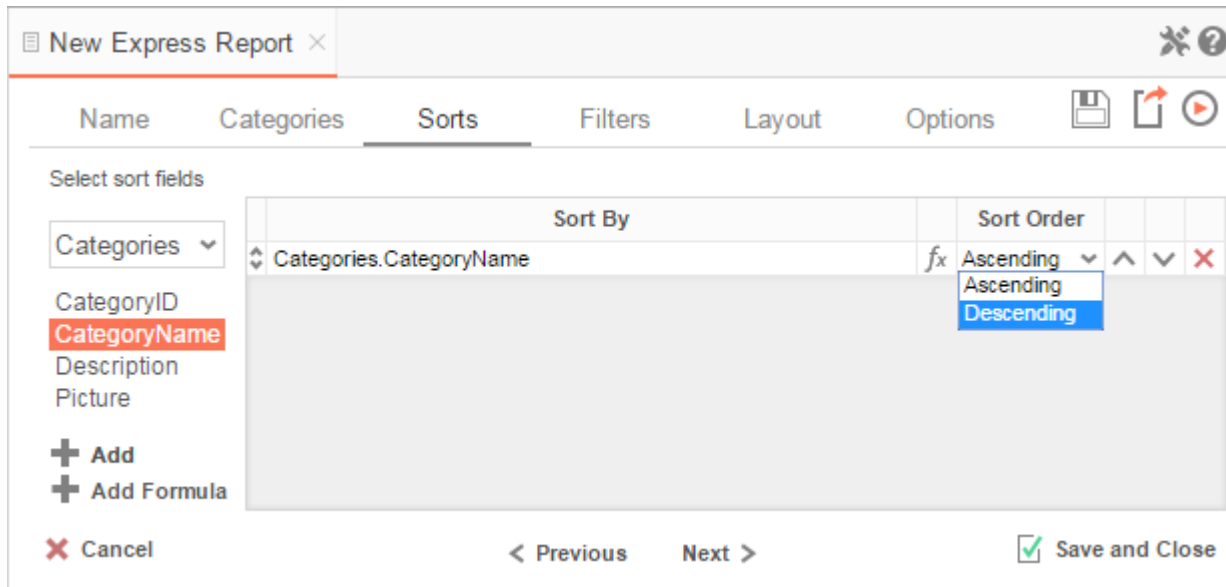 New Express Report
Name Categories Sorts Filters Layout Options
Select sort fields
Sort By Sort Order
Categories
Categories.CategoryName fx Ascending
Ascending
Descending
CategoryID
CategoryName
Description
Picture
Add
Add Formula
Cancel < Previous Next > Save and Close